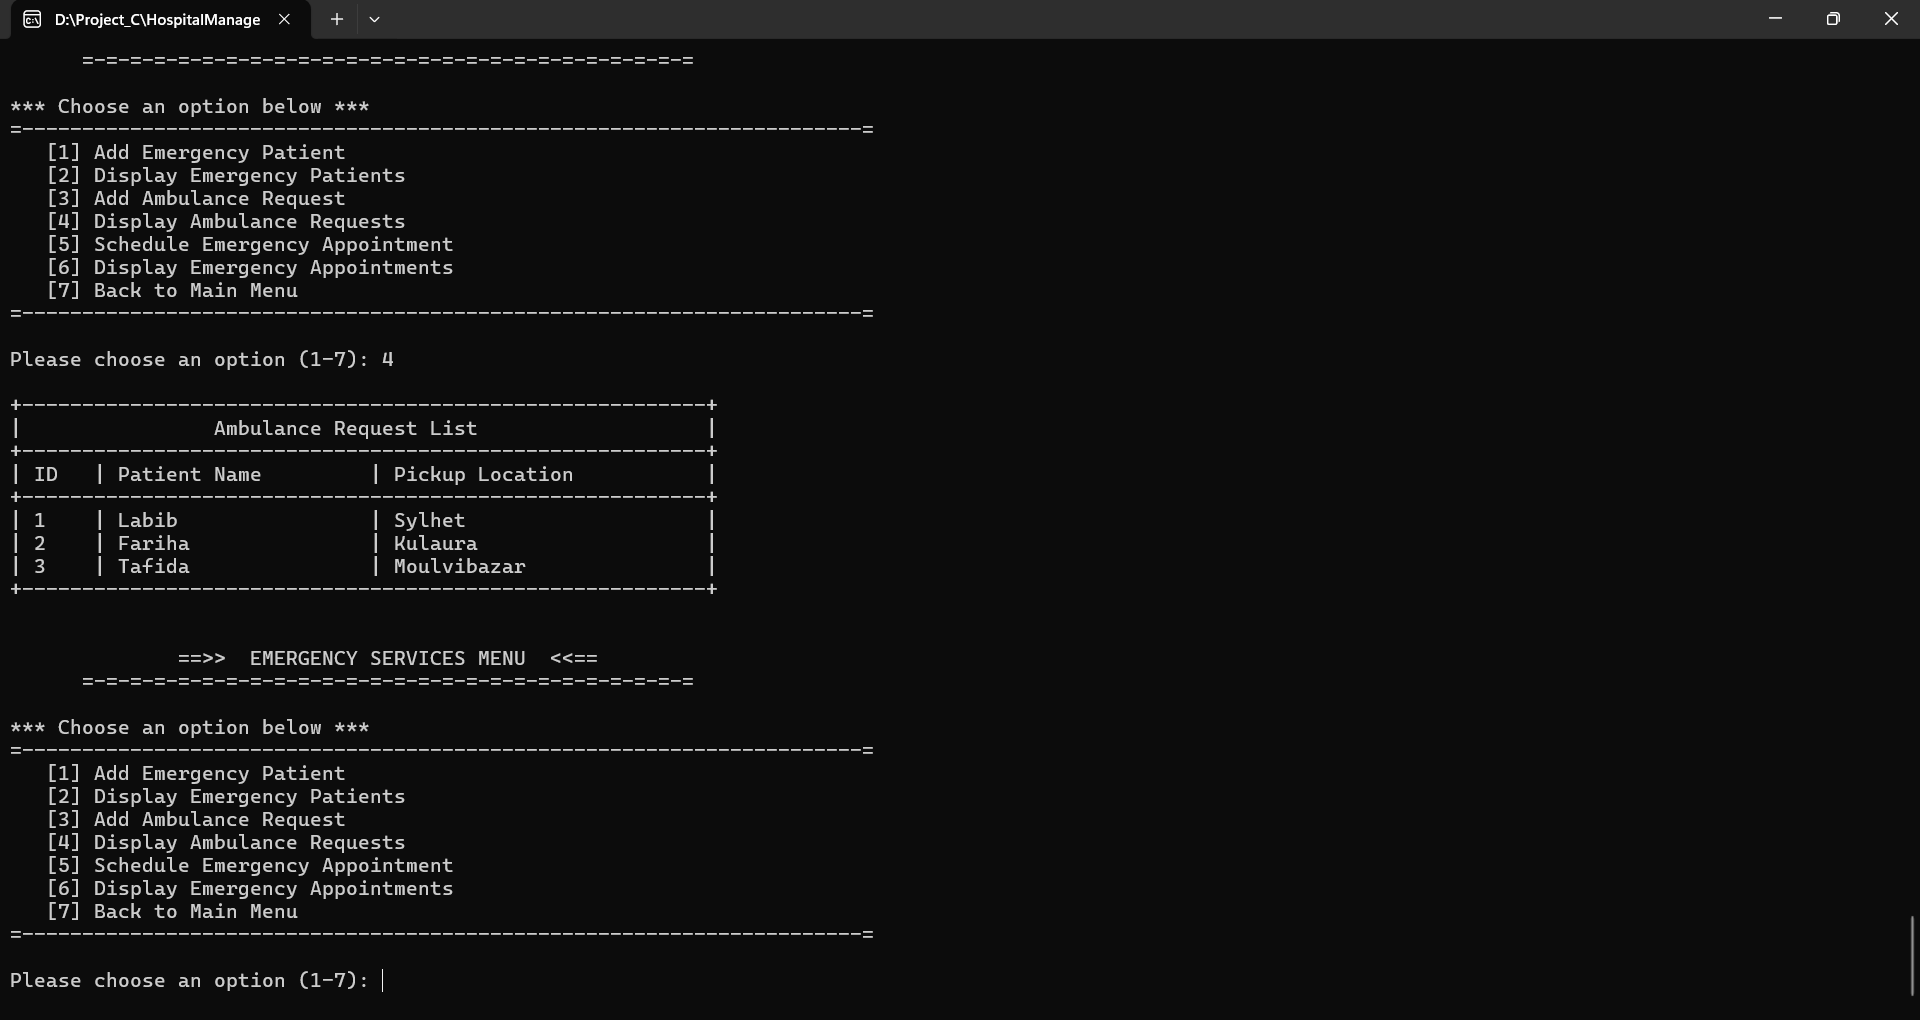 D:\Project_C\HospitalManage
=-=-=-=-=-=-=-=-=-=-=-=-=-=-=-=-=-=-=-=-=-=-=-=-=-=
*** Choose an option below ***
=----------------------------------------------------------------------=
[1] Add Emergency Patient
[2] Display Emergency Patients
[3] Add Ambulance Request
[4] Display Ambulance Requests
[5] Schedule Emergency Appointment
[6] Display Emergency Appointments
[7] Back to Main Menu
=----------------------------------------------------------------------=
Please choose an option (1-7): 4
+---------------------------------------------------------+
|                Ambulance Request List                   |
+---------------------------------------------------------+
| ID   | Patient Name         | Pickup Location           |
+---------------------------------------------------------+
| 1    | Labib                | Sylhet                    |
| 2    | Fariha               | Kulaura                   |
| 3    | Tafida               | Moulvibazar               |
+---------------------------------------------------------+
==>>  EMERGENCY SERVICES MENU  <<==
=-=-=-=-=-=-=-=-=-=-=-=-=-=-=-=-=-=-=-=-=-=-=-=-=-=
*** Choose an option below ***
=----------------------------------------------------------------------=
[1] Add Emergency Patient
[2] Display Emergency Patients
[3] Add Ambulance Request
[4] Display Ambulance Requests
[5] Schedule Emergency Appointment
[6] Display Emergency Appointments
[7] Back to Main Menu
=----------------------------------------------------------------------=
Please choose an option (1-7):